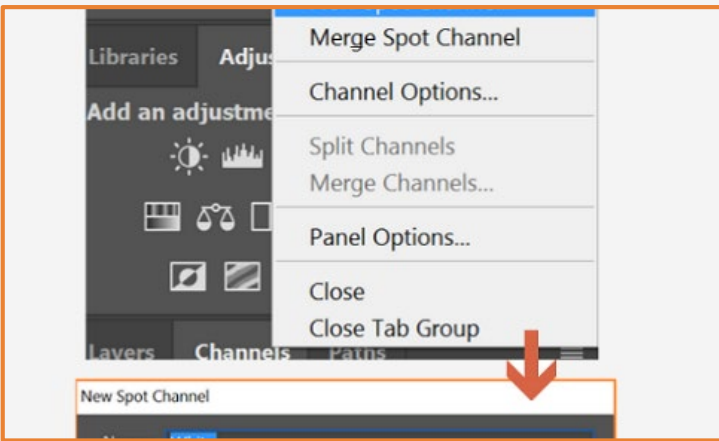 Merge Spot Channel
Libraries
Channel Options...
Add an
Split Channels
Merge Channels...
Panel Options...
Close
Close Tab Group
Layers Channels Paths
New Spot Channel